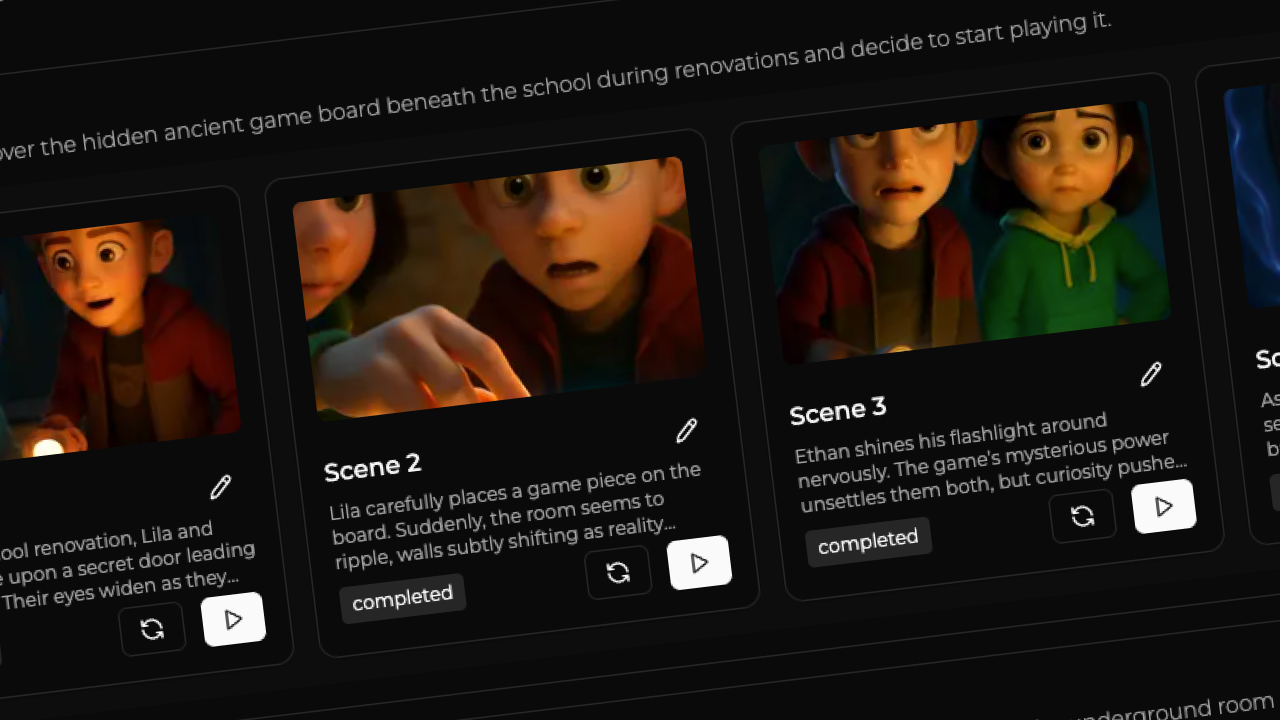 over the hidden ancient game board beneath the school during renovations and decide to start playing it.
ool renovation, Lila and
upon a secret door leading
Their eyes widen as they...
Scene 2
Lila carefully places a game piece on the
board. Suddenly, the room seems to
ripple, walls subtly shifting as reality...
completed
Scene 3
Ethan shines his flashlight around
nervously. The game's mysterious power
unsettles them both, but curiosity pushe...
completed
Sc
As
se
b
underground room